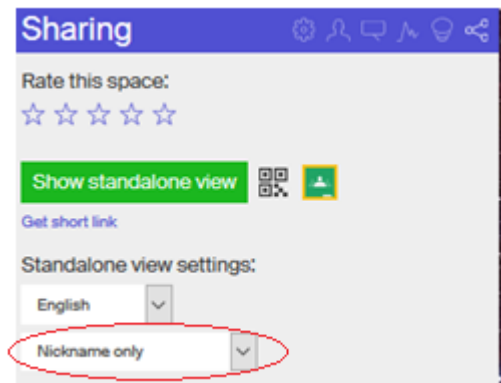 Sharing
Rate this space:
Show standalone view
Get short link
Standalone view settings:
English
Nickname only